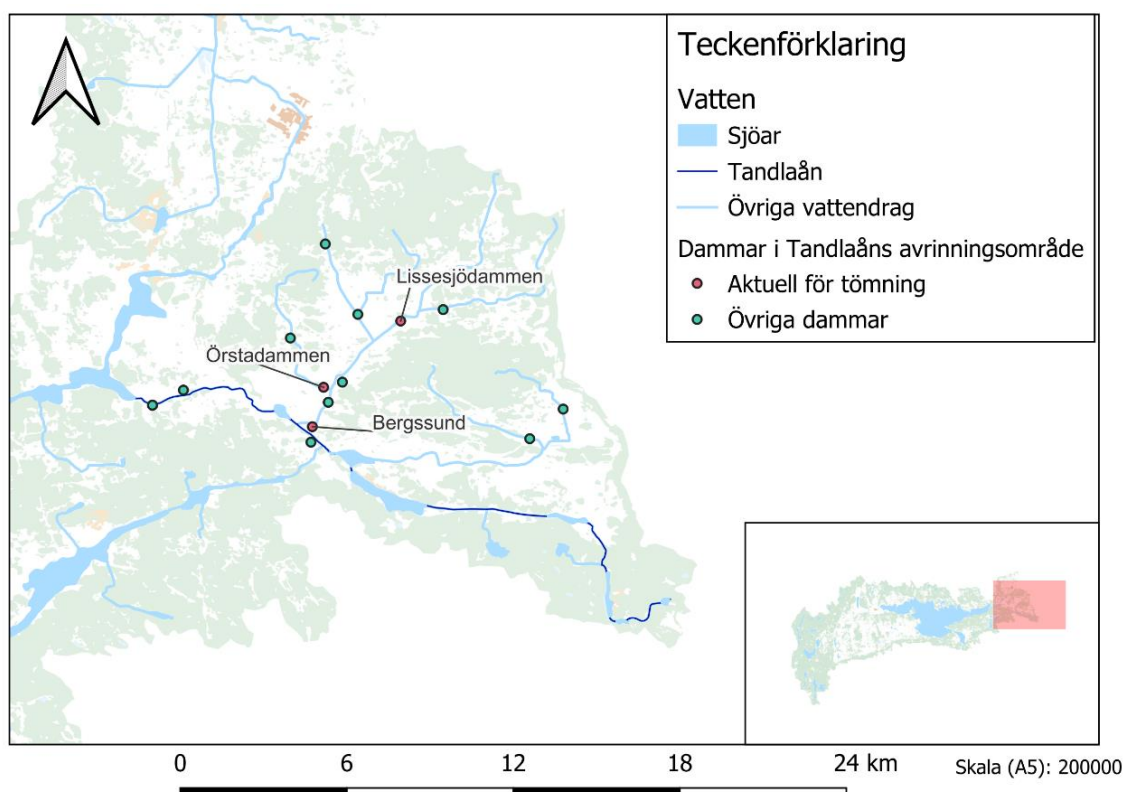 Teckenförklaring
Vatten
Sjöar
Tandlaån
Övriga vattendrag
Dammar i Tandlaåns avrinningsområde
Aktuell för tömning
Övriga dammar
Lissesjödammen
Örstadammen
Bergssund
0 6 12 18 24 km
Skala (A5): 200000